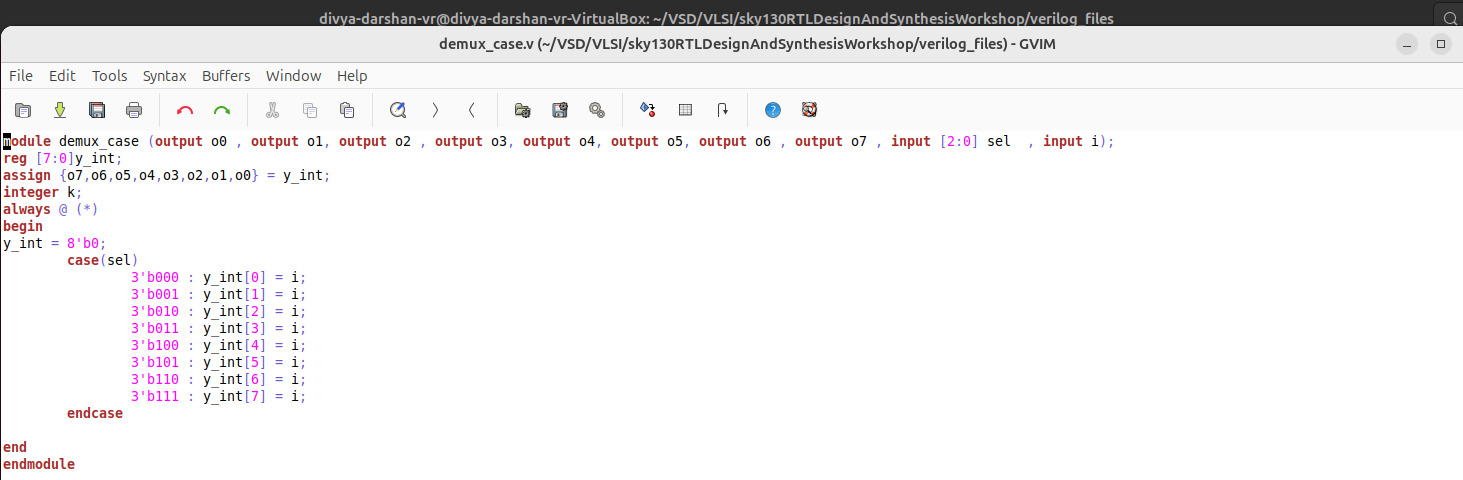 divya-darshan-vr@divya-darshan-vr-VirtualBox: ~/VSD/VLSI/sky130RTLDesignAndSynthesisWorkshop/verilog_files
demux_case.v (~/VSD/VLSI/sky130RTLDesignAndSynthesisWorkshop/verilog_files) - GVIM
File Edit Tools Syntax Buffers Window Help
module demux_case (output o0 , output o1, output o2 , output o3, output o4, output o5, output o6 , output o7 , input [2:0] sel  , input i);
reg [7:0]y_int;
assign {o7,o6,o5,o4,o3,o2,o1,o0} = y_int;
integer k;
always @ (*)
begin
y_int = 8'b0;
        case(sel)
                3'b000 : y_int[0] = i;
                3'b001 : y_int[1] = i;
                3'b010 : y_int[2] = i;
                3'b011 : y_int[3] = i;
                3'b100 : y_int[4] = i;
                3'b101 : y_int[5] = i;
                3'b110 : y_int[6] = i;
                3'b111 : y_int[7] = i;
        endcase
end
endmodule